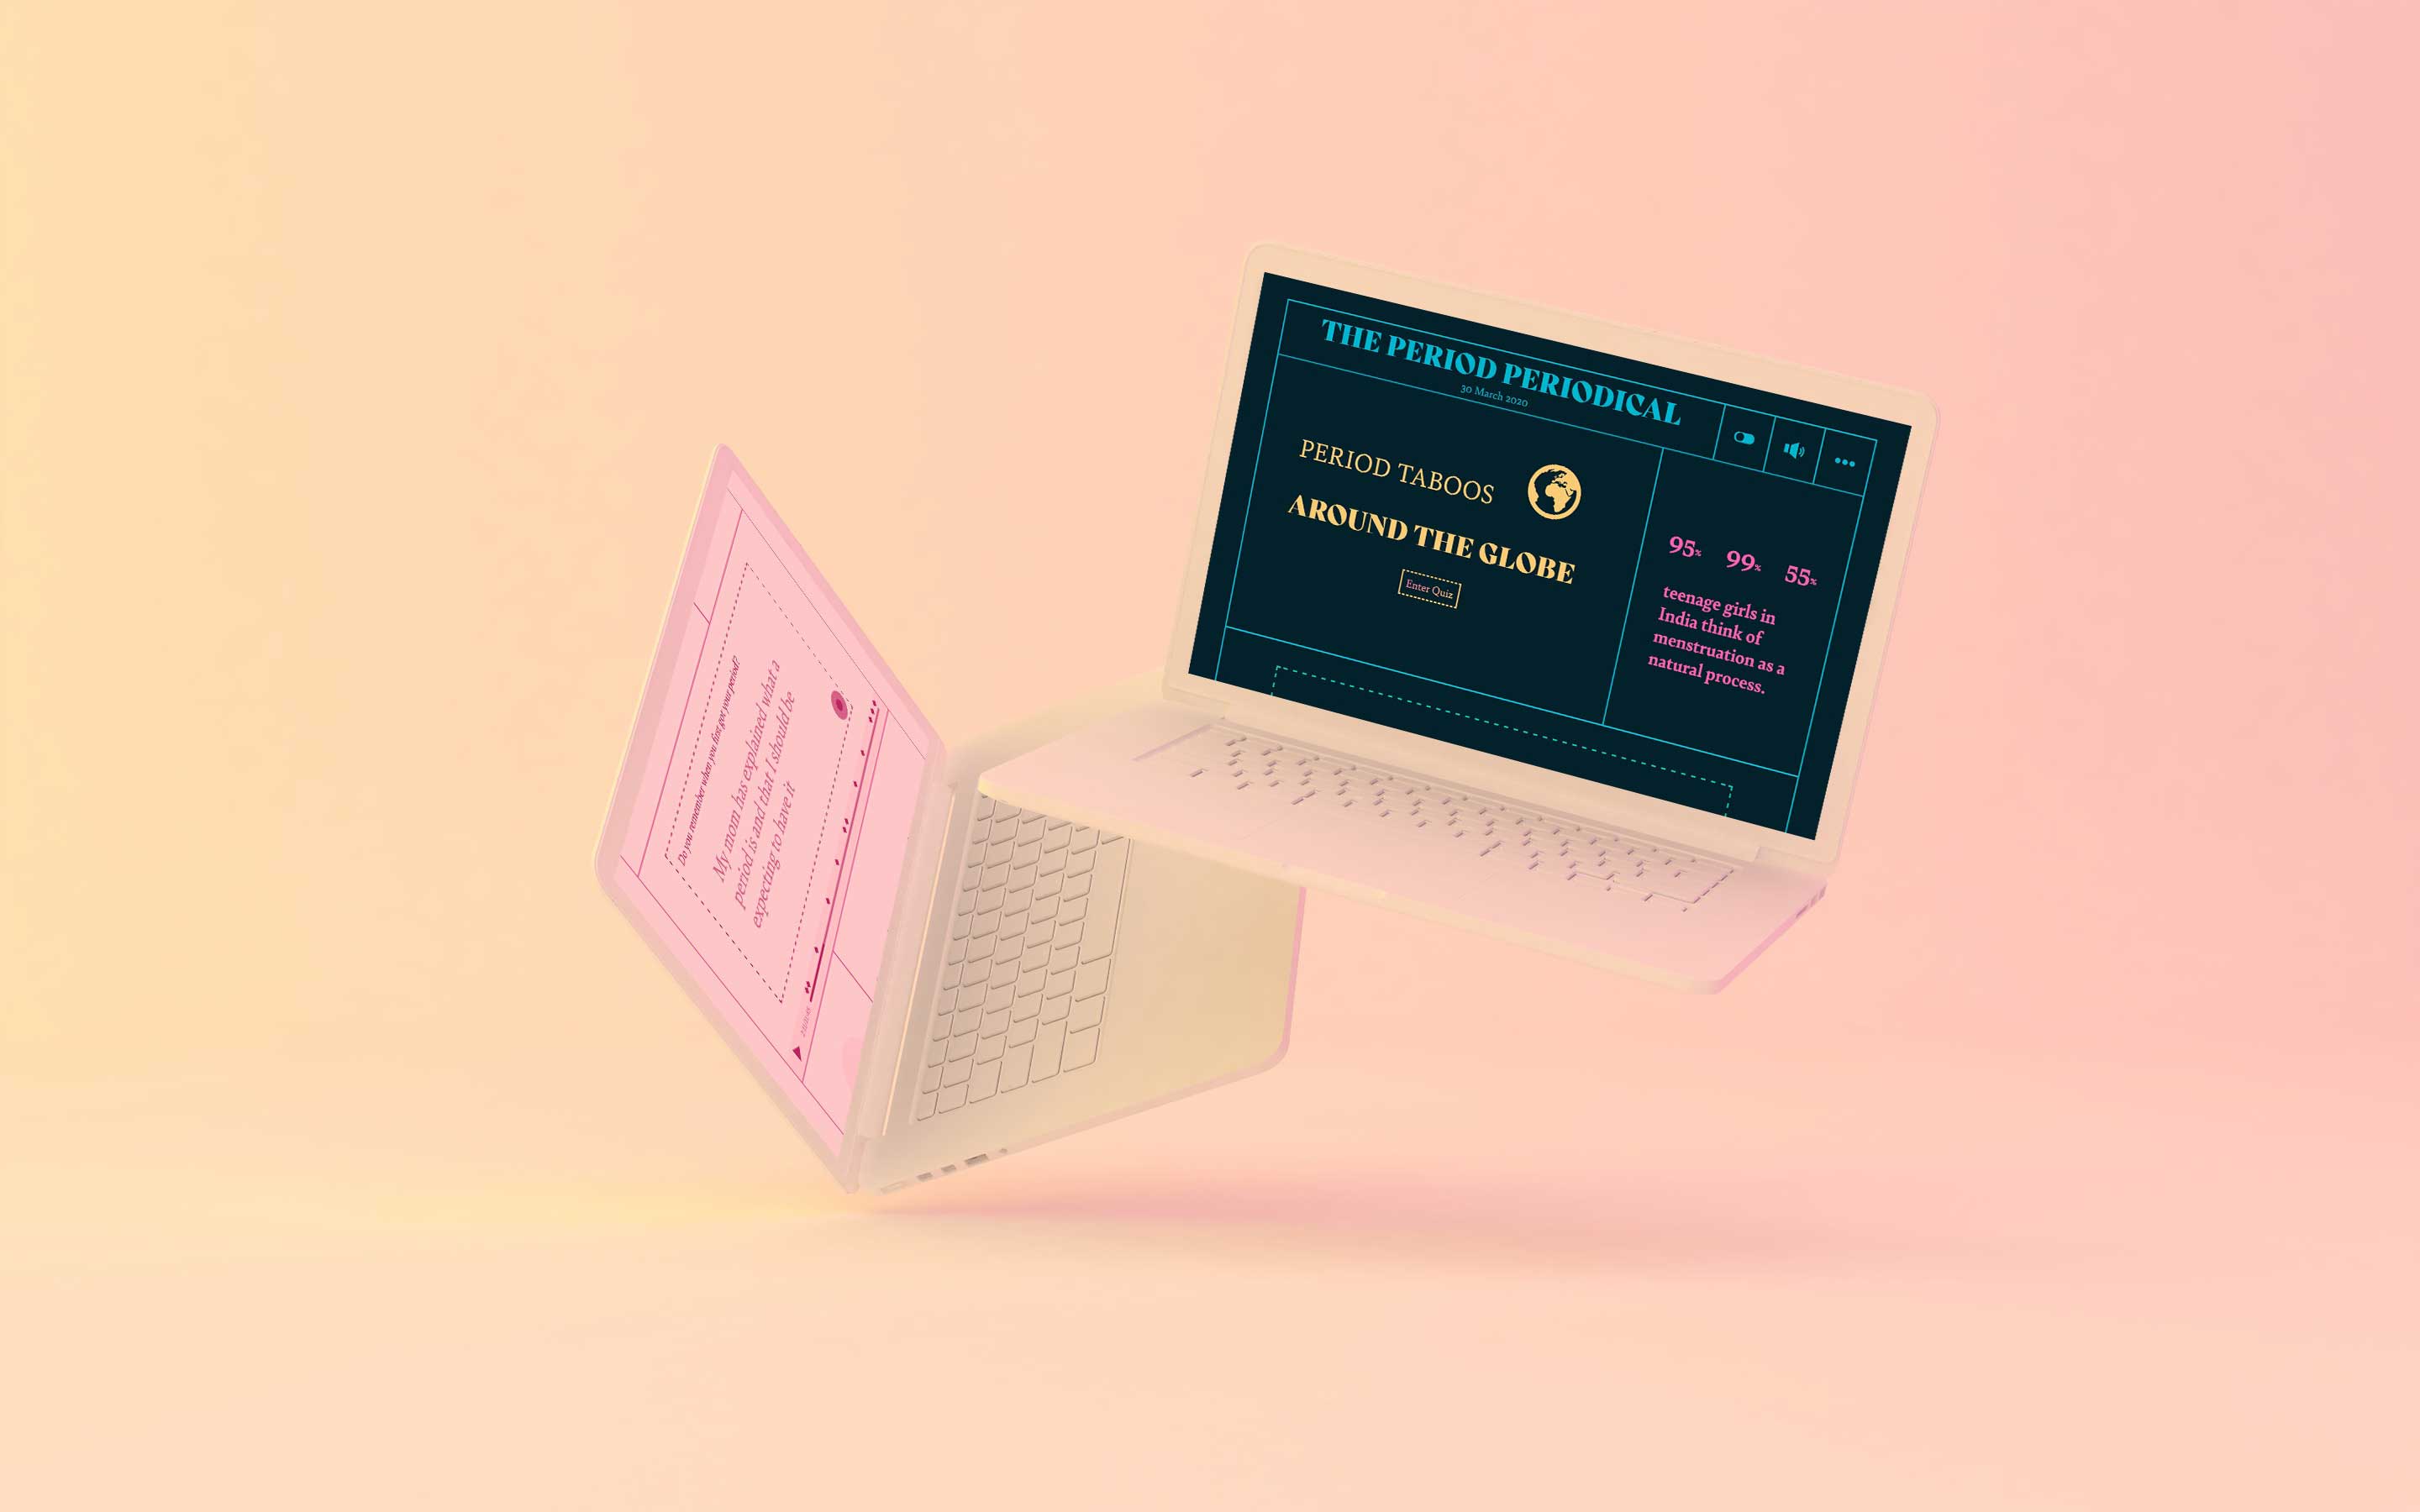 THE PERIOD PERIODICAL
30 March 2020
PERIOD TABOOS
AROUND THE GLOBE
Enter Quiz
95%
99%
55%
teenage girls in
India think of
menstruation as a
natural process.
Do you remember when you first got your period?
My mom has explained what a
period is and that I should be
expecting to have it